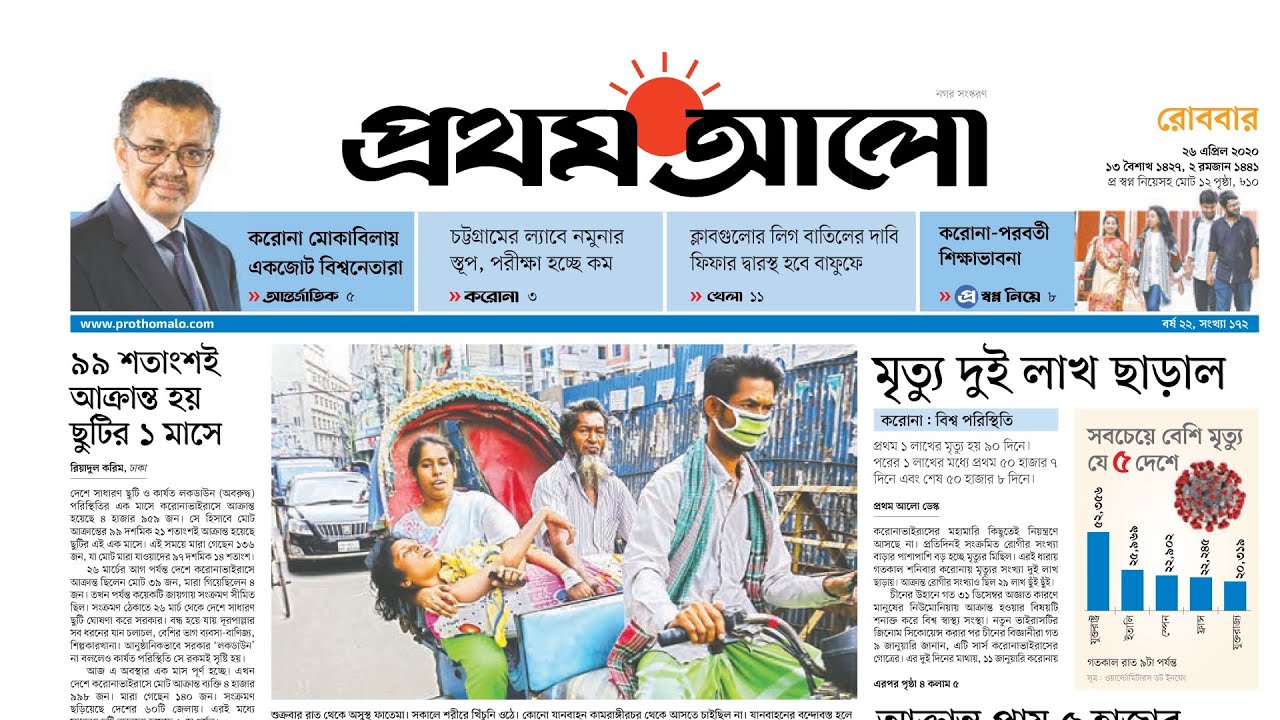 নগর সংস্করণ
প্রথম আলো
রোববার
২৬ এপ্রিল ২০২০
১৩ বৈশাখ ১৪২৭, ২ রমজান ১৪৪১
প্র স্বপ্ন নিয়েসহ মোট ১২ পৃষ্ঠা, ৮১০
করোনা মোকাবিলায়
একজোট বিশ্বনেতারা
» আন্তর্জাতিক ৫
চট্টগ্রামের ল্যাবে নমুনার
স্তূপ, পরীক্ষা হচ্ছে কম
» করোনা ৩
ক্লাবগুলোর লিগ বাতিলের দাবি
ফিফার দ্বারস্থ হবে বাফুফে
» খেলা ১১
করোনা-পরবর্তী
শিক্ষাভাবনা
» প্র স্বপ্ন নিয়ে ৮
www.prothomalo.com
বর্ষ ২২, সংখ্যা ১৭২
৯৯ শতাংশই
আক্রান্ত হয়
ছুটির ১ মাসে
রিয়াদুল করিম, ঢাকা
দেশে সাধারণ ছুটি ও কার্যত লকডাউন (অবরুদ্ধ)
পরিস্থিতির এক মাসে করোনাভাইরাসে আক্রান্ত
হয়েছে ৪ হাজার ৯৫৯ জন। সে হিসাবে মোট
আক্রান্তের ৯৯ দশমিক ২১ শতাংশই আক্রান্ত হয়েছে
ছুটির এই এক মাসে। এই সময়ে মারা গেছেন ১৩৬
জন, যা মোট মারা যাওয়াদের ৯৭ দশমিক ১৪ শতাংশ।
২৬ মার্চের আগ পর্যন্ত দেশে করোনাভাইরাসে
আক্রান্ত ছিলেন মোট ৩৯ জন, মারা গিয়েছিলেন ৪
জন। তখন পর্যন্ত কয়েকটি জায়গায় সংক্রমণ সীমিত
ছিল। সংক্রমণ ঠেকাতে ২৬ মার্চ থেকে দেশে সাধারণ
ছুটি ঘোষণা করে সরকার। বন্ধ হয়ে যায় দূরপাল্লার
সব ধরনের যান চলাচল, বেশির ভাগ ব্যবসা-বাণিজ্য,
শিল্পকারখানা। আনুষ্ঠানিকভাবে সরকার 'লকডাউন'
না বললেও কার্যত পরিস্থিতি সে রকমই সৃষ্টি হয়।
আজ এ অবস্থার এক মাস পূর্ণ হচ্ছে। এখন
দেশে করোনাভাইরাসে মোট আক্রান্ত ব্যক্তি ৪ হাজার
৯৯৮ জন। মারা গেছেন ১৪০ জন। সংক্রমণ
ছড়িয়েছে দেশের ৬০টি জেলায়। এরই মধ্যে
শুক্রবার রাত থেকে অসুস্থ ফাতেমা। সকালে শরীরে খিঁচুনি ওঠে। কোনো যানবাহন কামরাঙ্গীরচর থেকে আসতে চাইছিল না। যানবাহনের বন্দোবস্ত হলে
মৃত্যু দুই লাখ ছাড়াল
করোনা : বিশ্ব পরিস্থিতি
প্রথম ১ লাখের মৃত্যু হয় ৯০ দিনে।
পরের ১ লাখের মধ্যে প্রথম ৫০ হাজার ৭
দিনে এবং শেষ ৫০ হাজার ৮ দিনে।
প্রথম আলো ডেস্ক
করোনাভাইরাসের মহামারি কিছুতেই নিয়ন্ত্রণে
আসছে না। প্রতিদিনই সংক্রমিত রোগীর সংখ্যা
বাড়ার পাশাপাশি বড় হচ্ছে মৃত্যুর মিছিল। এরই ধারায়
গতকাল শনিবার করোনায় মৃত্যুর সংখ্যা দুই লাখ
ছাড়ায়। আক্রান্ত রোগীর সংখ্যাও ছিল ২৯ লাখ ছুঁই ছুঁই।
চীনের উহানে গত ৩১ ডিসেম্বর অজ্ঞাত কারণে
মানুষের নিউমোনিয়ায় আক্রান্ত হওয়ার বিষয়টি
শনাক্ত করে বিশ্ব স্বাস্থ্য সংস্থা। নতুন ভাইরাসটির
জিনোম সিকোয়েন্স করার পর চীনের বিজ্ঞানীরা গত
৯ জানুয়ারি জানান, এটি সার্স করোনাভাইরাসের
গোত্রের। এর দুই দিনের মাথায়, ১১ জানুয়ারি করোনায়
এরপর পৃষ্ঠা ৪ কলাম ৫
সবচেয়ে বেশি মৃত্যু
যে ৫ দেশে
৫২,৩৫৬
২৫,৯৬৯
২২,৯০২
২২,২৪৫
২০,৩১৯
যুক্তরাষ্ট্র
ইতালি
স্পেন
ফ্রান্স
যুক্তরাজ্য
গতকাল রাত ৯টা পর্যন্ত
সূত্র : ওয়ার্ল্ডোমিটারস ডট ইনফো